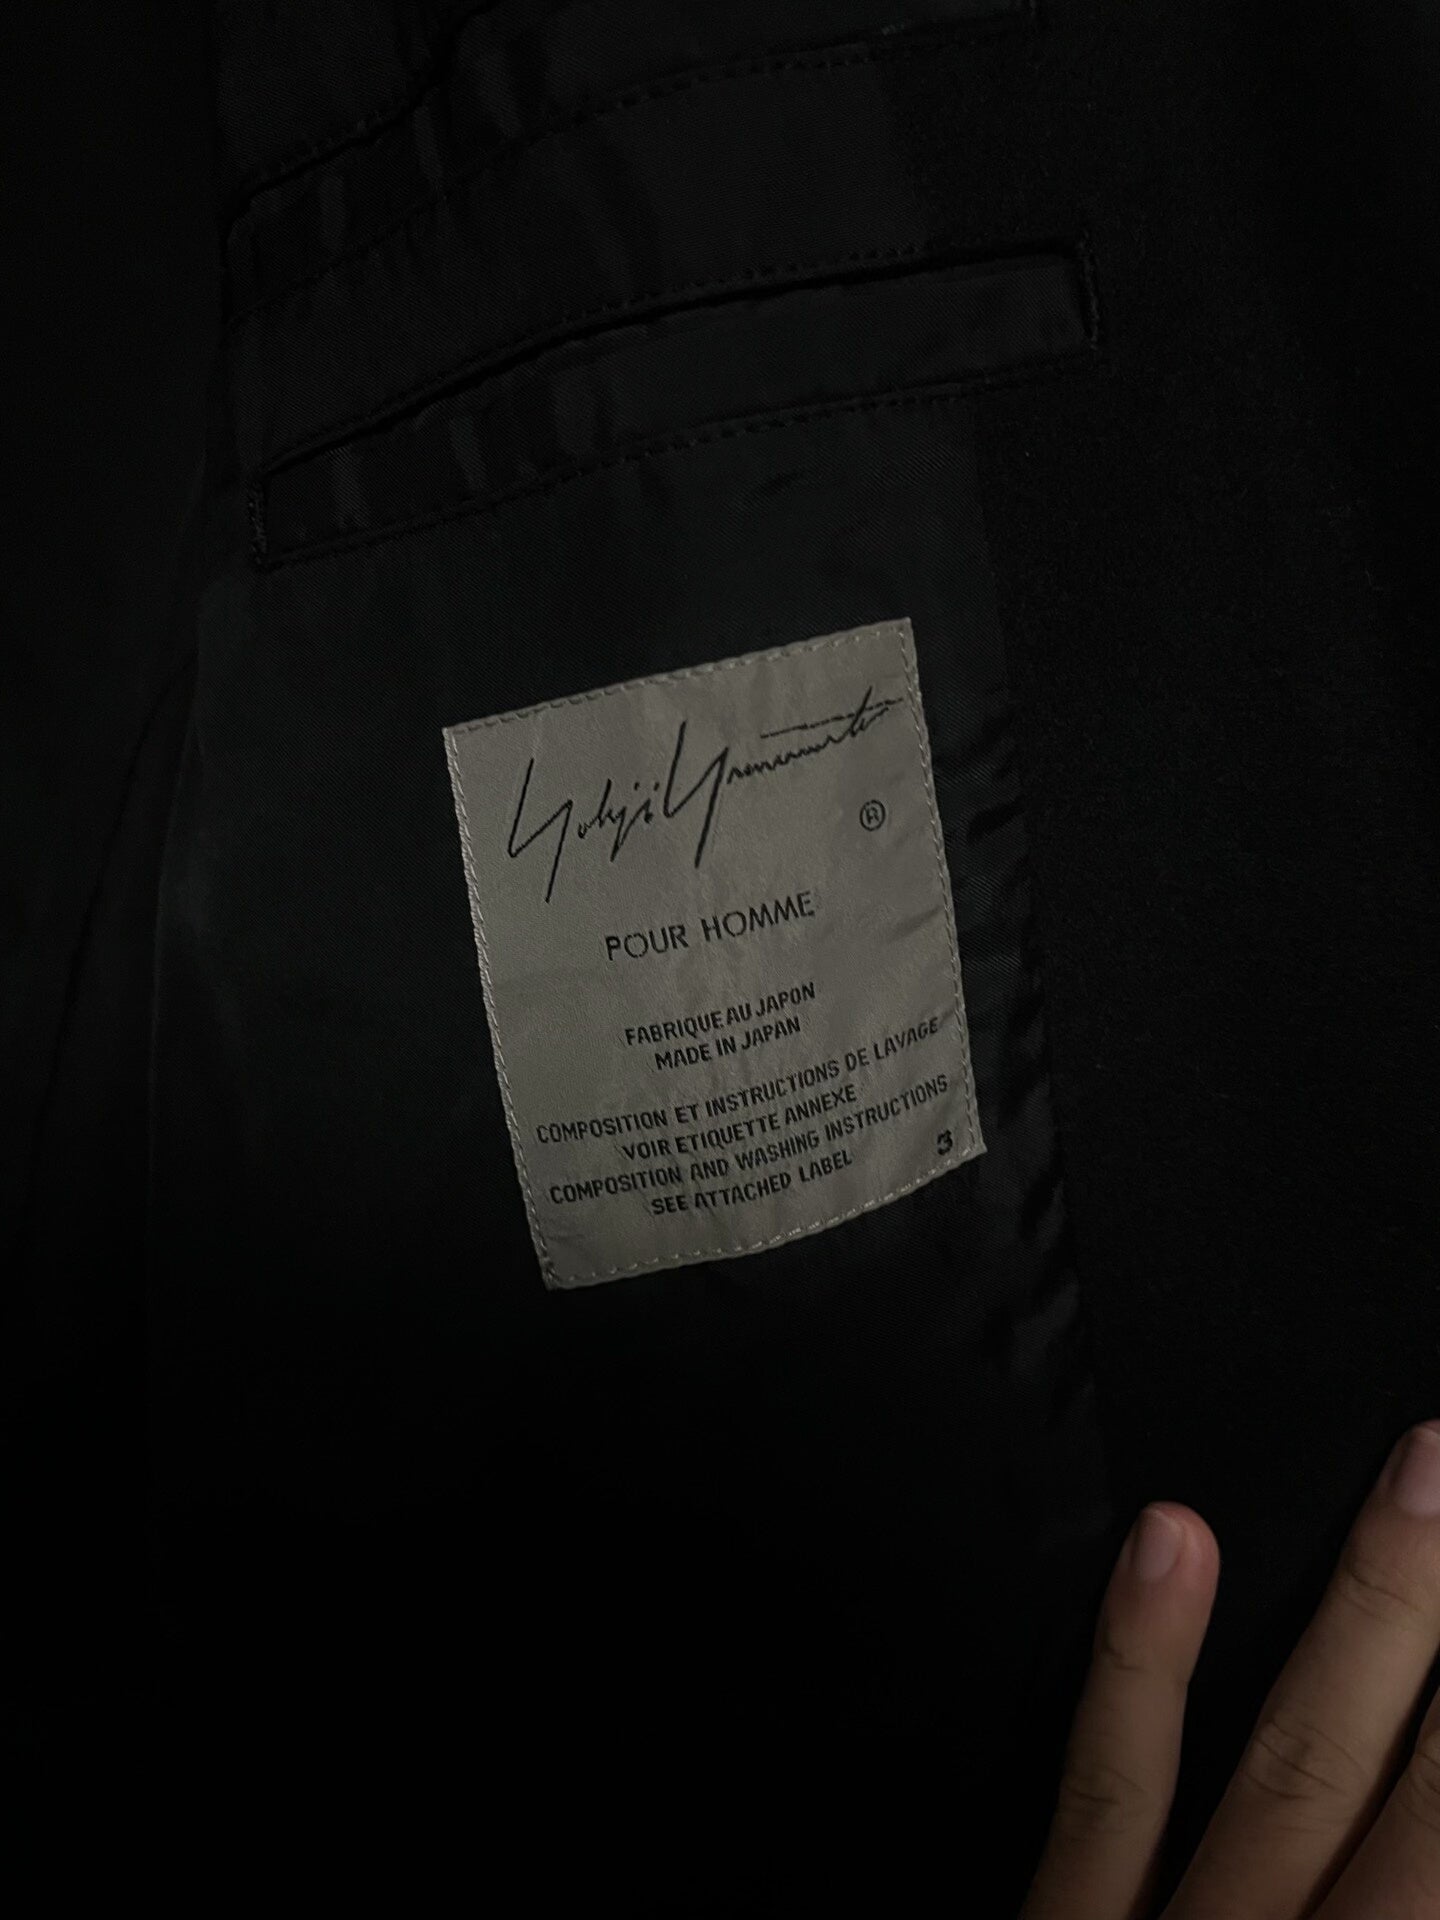 Yohji Yamamoto
®
POUR HOMME
FABRIQUE AU JAPON
MADE IN JAPAN
COMPOSITION ET INSTRUCTIONS DE LAVAGE
VOIR ETIQUETTE ANNEXE
COMPOSITION AND WASHING INSTRUCTIONS
SEE ATTACHED LABEL
3